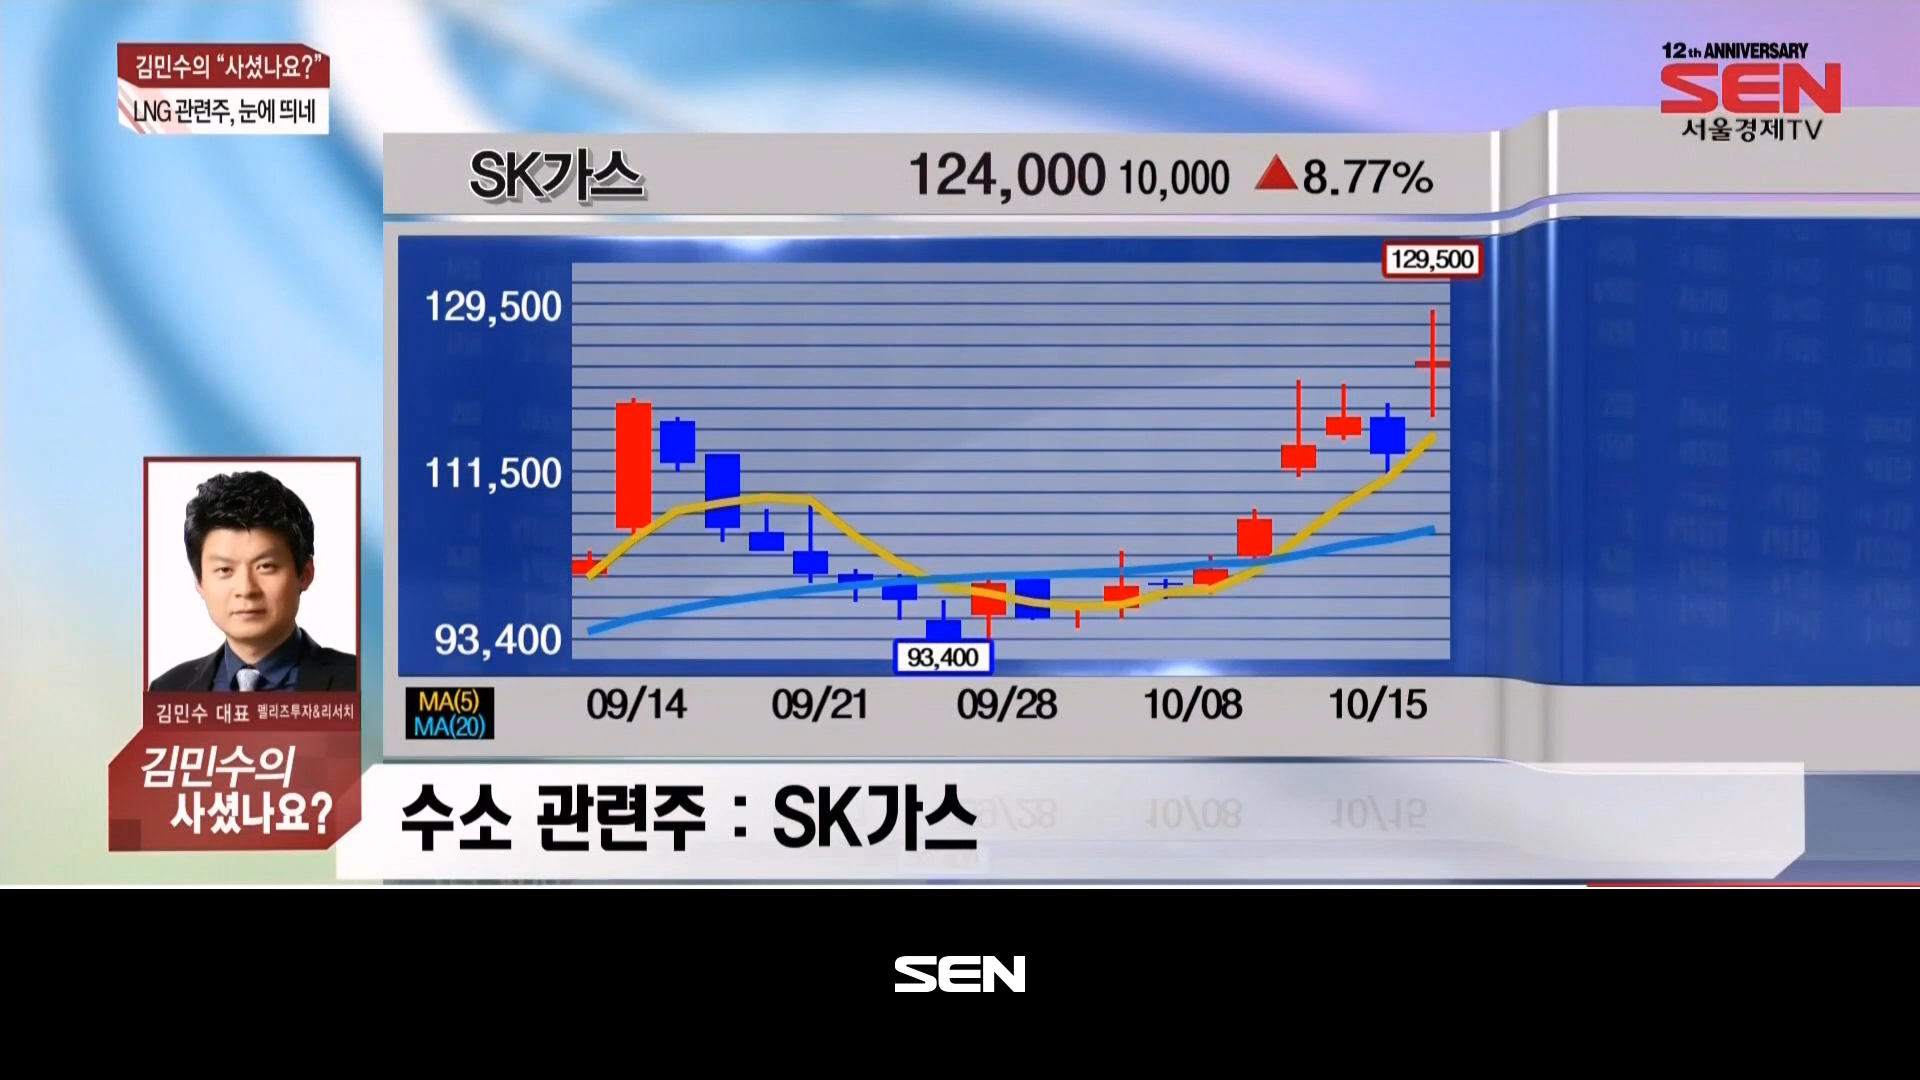 김민수의 “사셨나요?”
LNG 관련주, 눈에 띄네
12th ANNIVERSARY
SEN
서울경제TV
SK가스 124,000 10,000 ▲8.77%
129,500
129,500
111,500
93,400
93,400
MA(5)
MA(20)
09/14 09/21 09/28 10/08 10/15
김민수 대표 펠리즈투자&리서치
김민수의
사셨나요?
수소 관련주 : SK가스
SEN